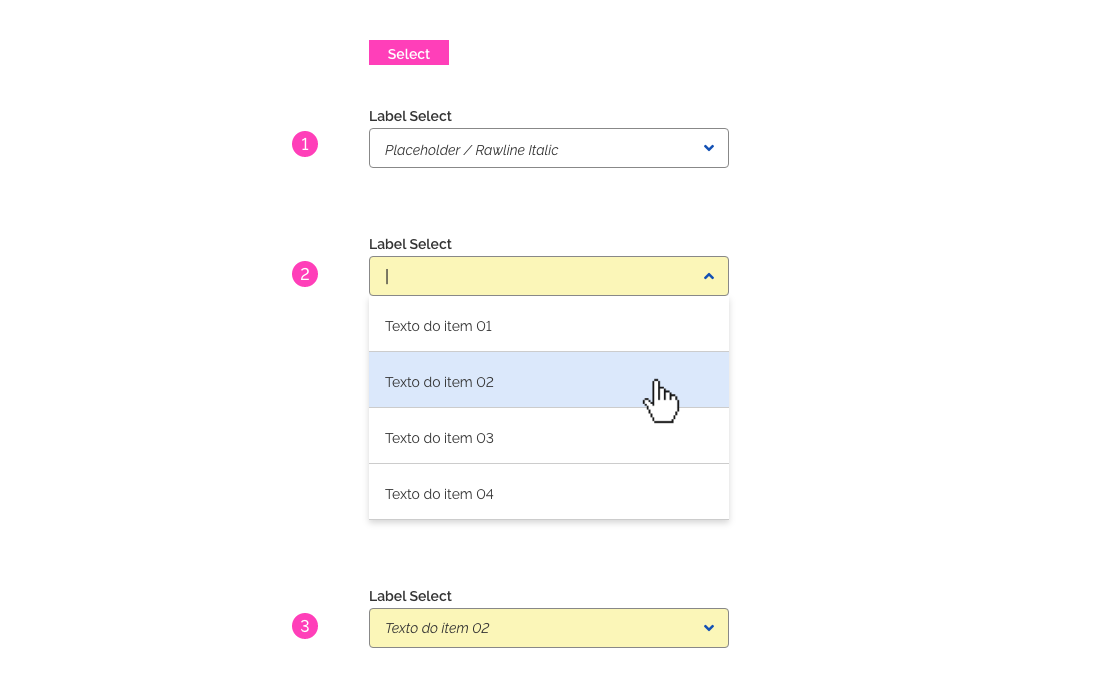 Select
Label Select
1
Placeholder / Rawline Italic
Label Select
2
Texto do item 01
Texto do item 02
Texto do item 03
Texto do item 04
Label Select
3
Texto do item 02